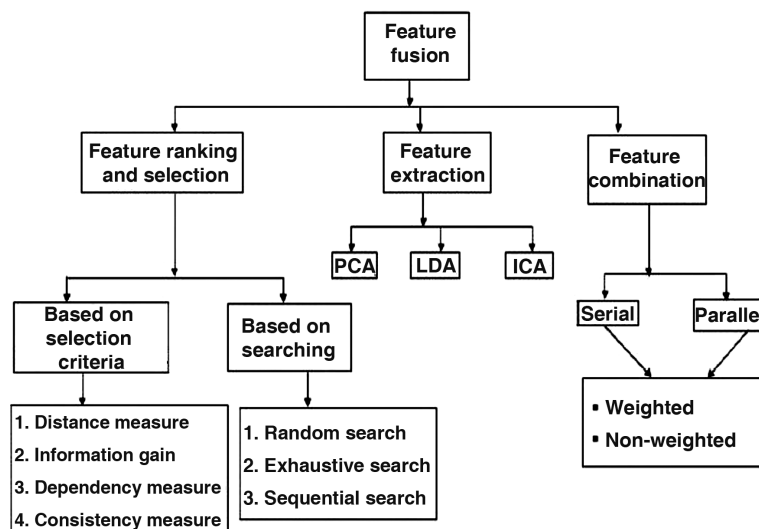 Feature
fusion
Feature ranking
and selection
Feature
extraction
Feature
combination
PCA
LDA
ICA
Based on
selection
criteria
Based on
searching
Serial
Paralle
1. Distance measure
2. Information gain
3. Dependency measure
4. Consistency measure
1. Random search
2. Exhaustive search
3. Sequential search
▪ Weighted
▪ Non-weighted